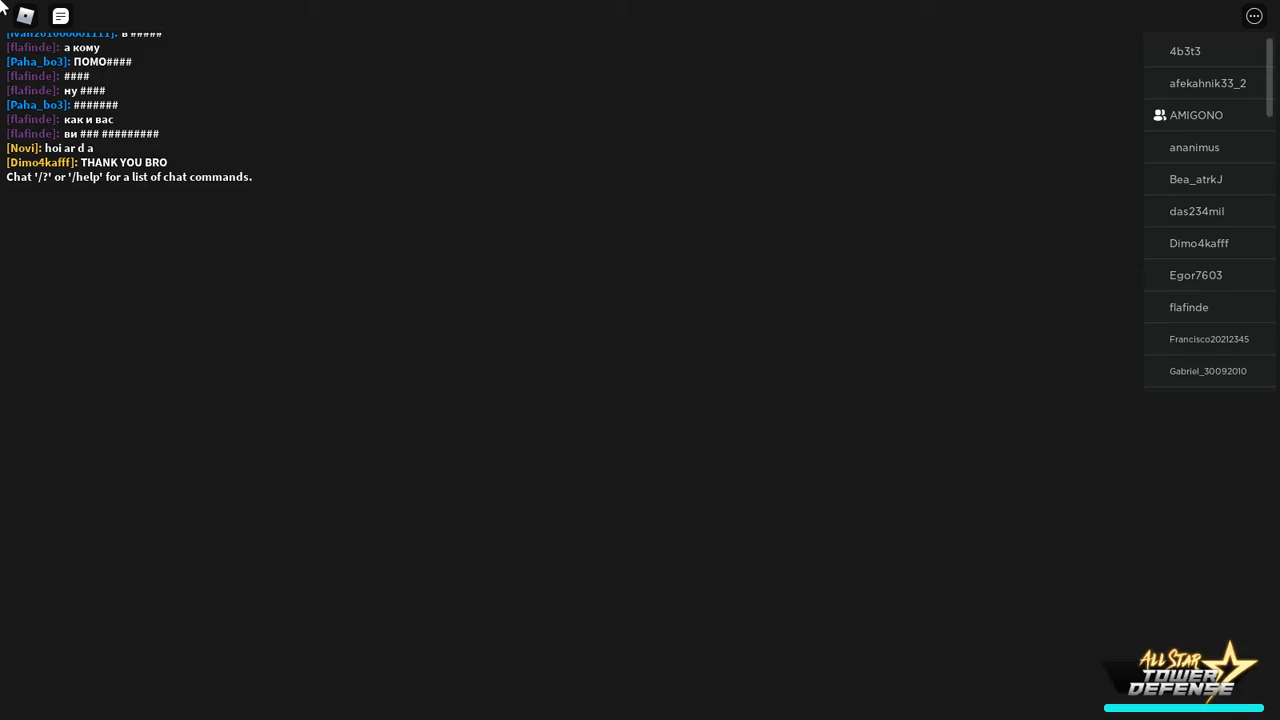 [Ivan201000001111]: в #####
[flafinde]: а кому
[Paha_bo3]: ПОМО####
[flafinde]: ####
[flafinde]: ну ####
[Paha_bo3]: #######
[flafinde]: как и вас
[flafinde]: ви ### #########
[Novi]: hoi ar d a
[Dimo4kafff]: THANK YOU BRO
Chat '/?' or '/help' for a list of chat commands.
4b3t3
afekahnik33_2
AMIGONO
ananimus
Bea_atrkJ
das234mil
Dimo4kafff
Egor7603
flafinde
Francisco20212345
Gabriel_30092010
ALL STAR
TOWER
DEFENSE